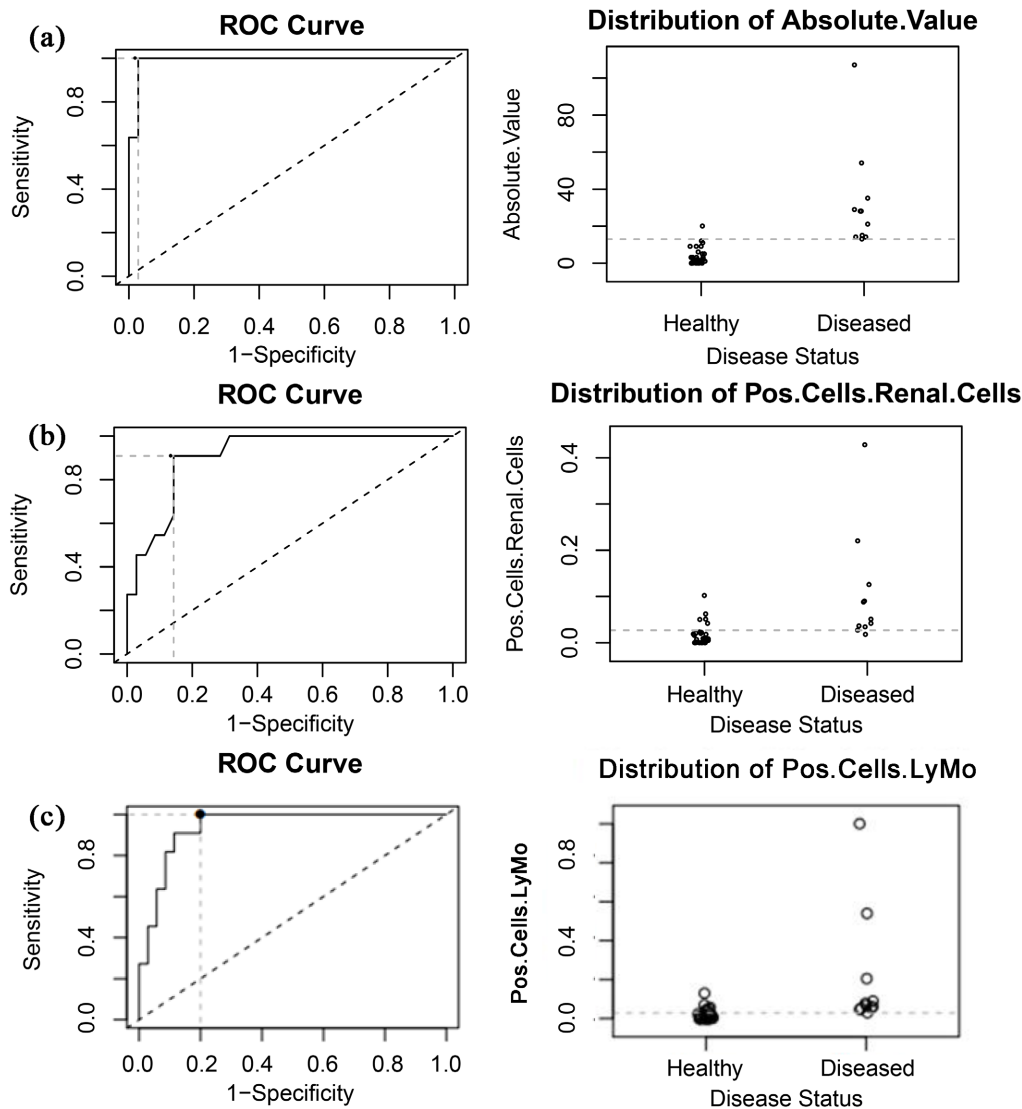 (a)
ROC Curve
Sensitivity
0.0 0.4 0.8
0.0 0.2 0.4 0.6 0.8 1.0
1−Specificity
Distribution of Absolute.Value
Absolute.Value
0 40 80
Healthy Diseased
Disease Status
(b)
ROC Curve
Sensitivity
0.0 0.4 0.8
0.0 0.2 0.4 0.6 0.8 1.0
1−Specificity
Distribution of Pos.Cells.Renal.Cells
Pos.Cells.Renal.Cells
0.0 0.2 0.4
Healthy Diseased
Disease Status
(c)
ROC Curve
Sensitivity
0.0 0.4 0.8
0.0 0.2 0.4 0.6 0.8 1.0
1−Specificity
Distribution of Pos.Cells.LyMo
Pos.Cells.LyMo
0.0 0.4 0.8
Healthy Diseased
Disease Status